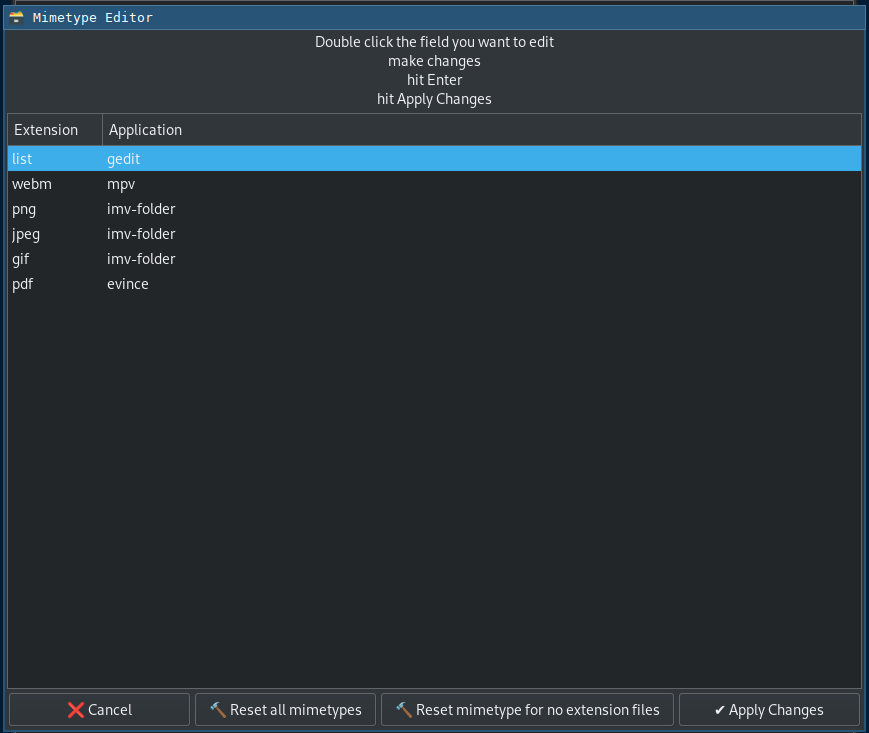 Mimetype Editor
Double click the field you want to edit
make changes
hit Enter
hit Apply Changes
Extension Application
list gedit
webm mpv
png imv-folder
jpeg imv-folder
gif imv-folder
pdf evince
❌ Cancel 🔨 Reset all mimetypes 🔨 Reset mimetype for no extension files ✔ Apply Changes